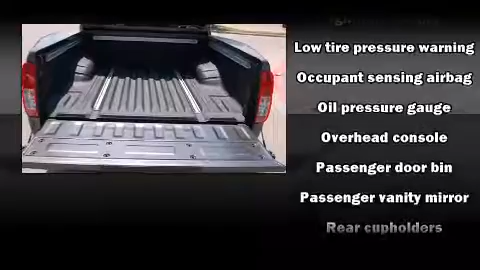 Low tire pressure warning
Occupant sensing airbag
Oil pressure gauge
Overhead console
Passenger door bin
Passenger vanity mirror
Rear cupholders